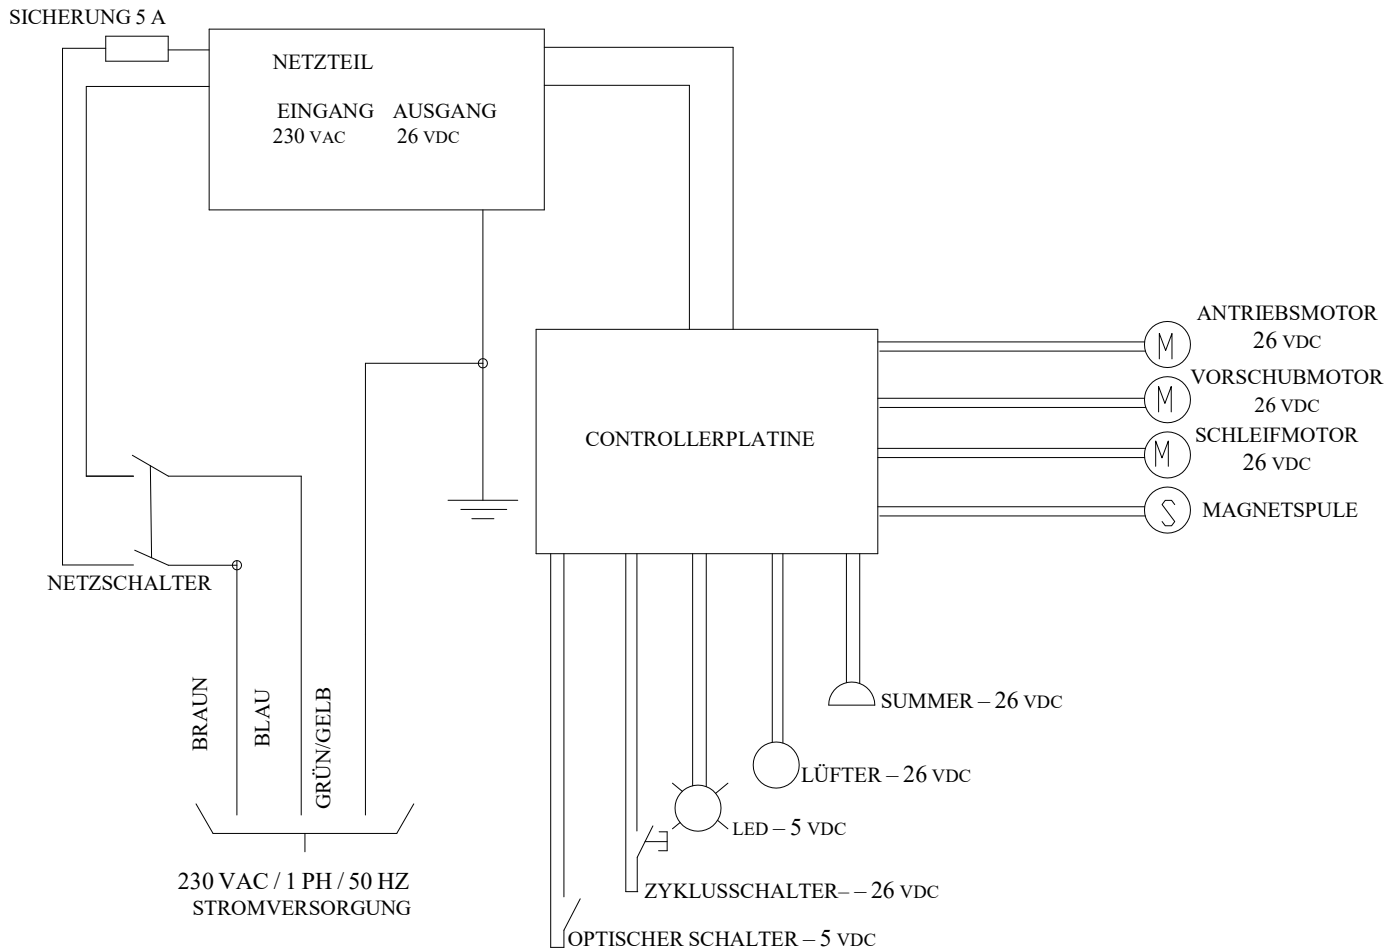 SICHERUNG 5 A
NETZTEIL
EINGANG AUSGANG
230 VAC 26 VDC
ANTRIEBSMOTOR
26 VDC
M
VORSCHUBMOTOR
26 VDC
M
CONTROLLERPLATINE
SCHLEIFMOTOR
26 VDC
M
MAGNETSPULE
S
NETZSCHALTER
BRAUN
BLAU
GRÜN/GELB
SUMMER – 26 VDC
LÜFTER – 26 VDC
LED – 5 VDC
230 VAC / 1 PH / 50 HZ
STROMVERSORGUNG
ZYKLUSSCHALTER– – 26 VDC
OPTISCHER SCHALTER – 5 VDC